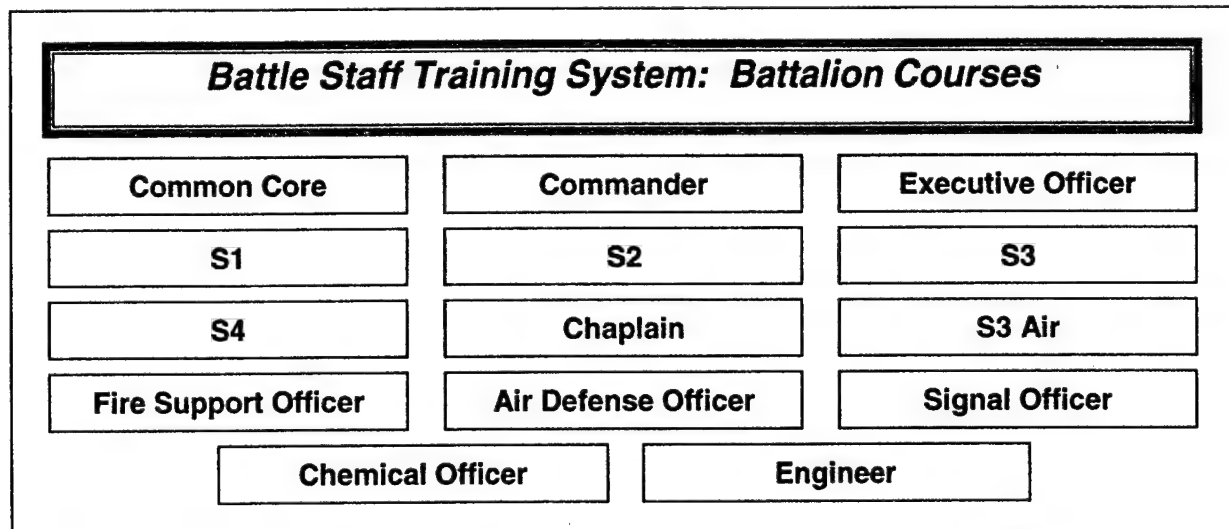 Battle Staff Training System: Battalion Courses
Common Core
Commander
Executive Officer
S1
S2
S3
S4
Chaplain
S3 Air
Fire Support Officer
Air Defense Officer
Signal Officer
Chemical Officer
Engineer